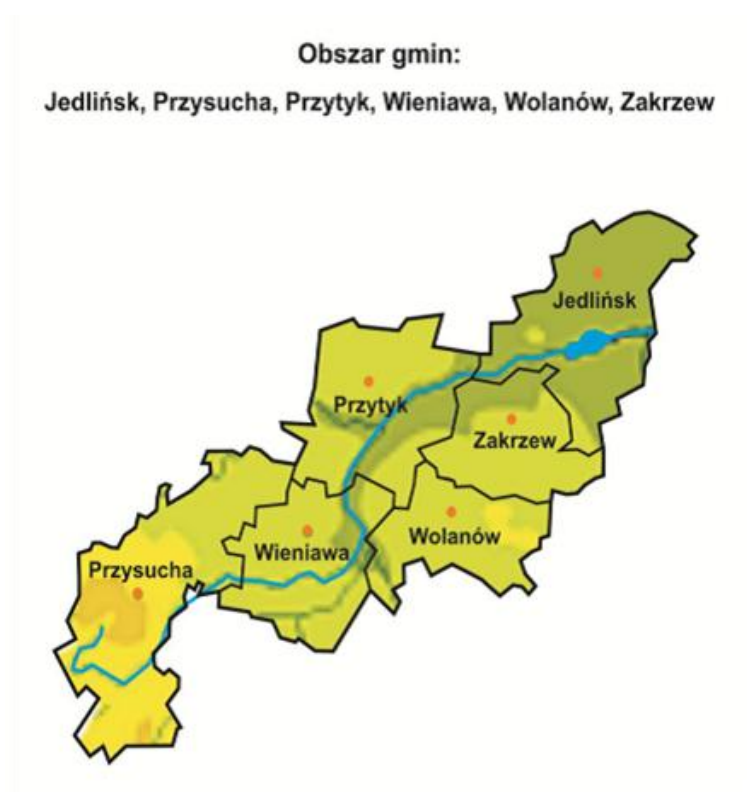 Obszar gmin:
Jedlińsk, Przysucha, Przytyk, Wieniawa, Wolanów, Zakrzew
Jedlińsk
Przytyk
Zakrzew
Wolanów
Wieniawa
Przysucha